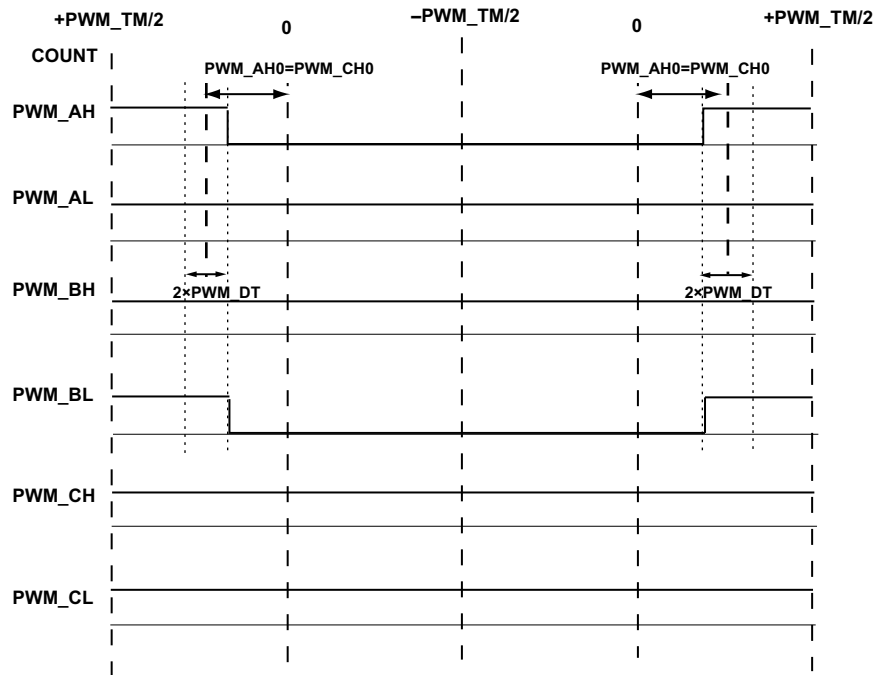 +PWM_TM/2 0 –PWM_TM/2 0 +PWM_TM/2
COUNT
PWM_AH0=PWM_CH0 PWM_AH0=PWM_CH0
PWM_AH
PWM_AL
PWM_BH
2×PWM_DT 2×PWM_DT
PWM_BL
PWM_CH
PWM_CL